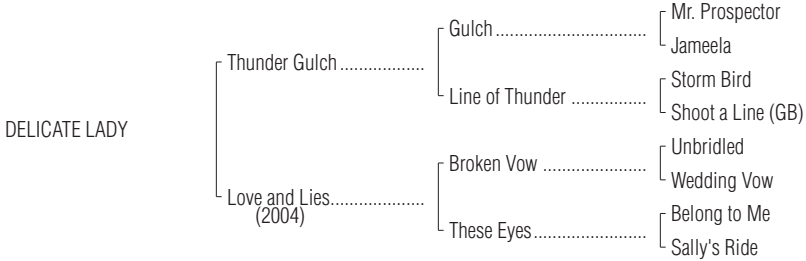 Mr. Prospector
Gulch ................................
Jameela
Thunder Gulch ..................
Storm Bird
Line of Thunder ................
Shoot a Line (GB)
DELICATE LADY
Unbridled
Broken Vow ......................
Wedding Vow
Love and Lies....................
(2004)
Belong to Me
These Eyes........................
Sally's Ride